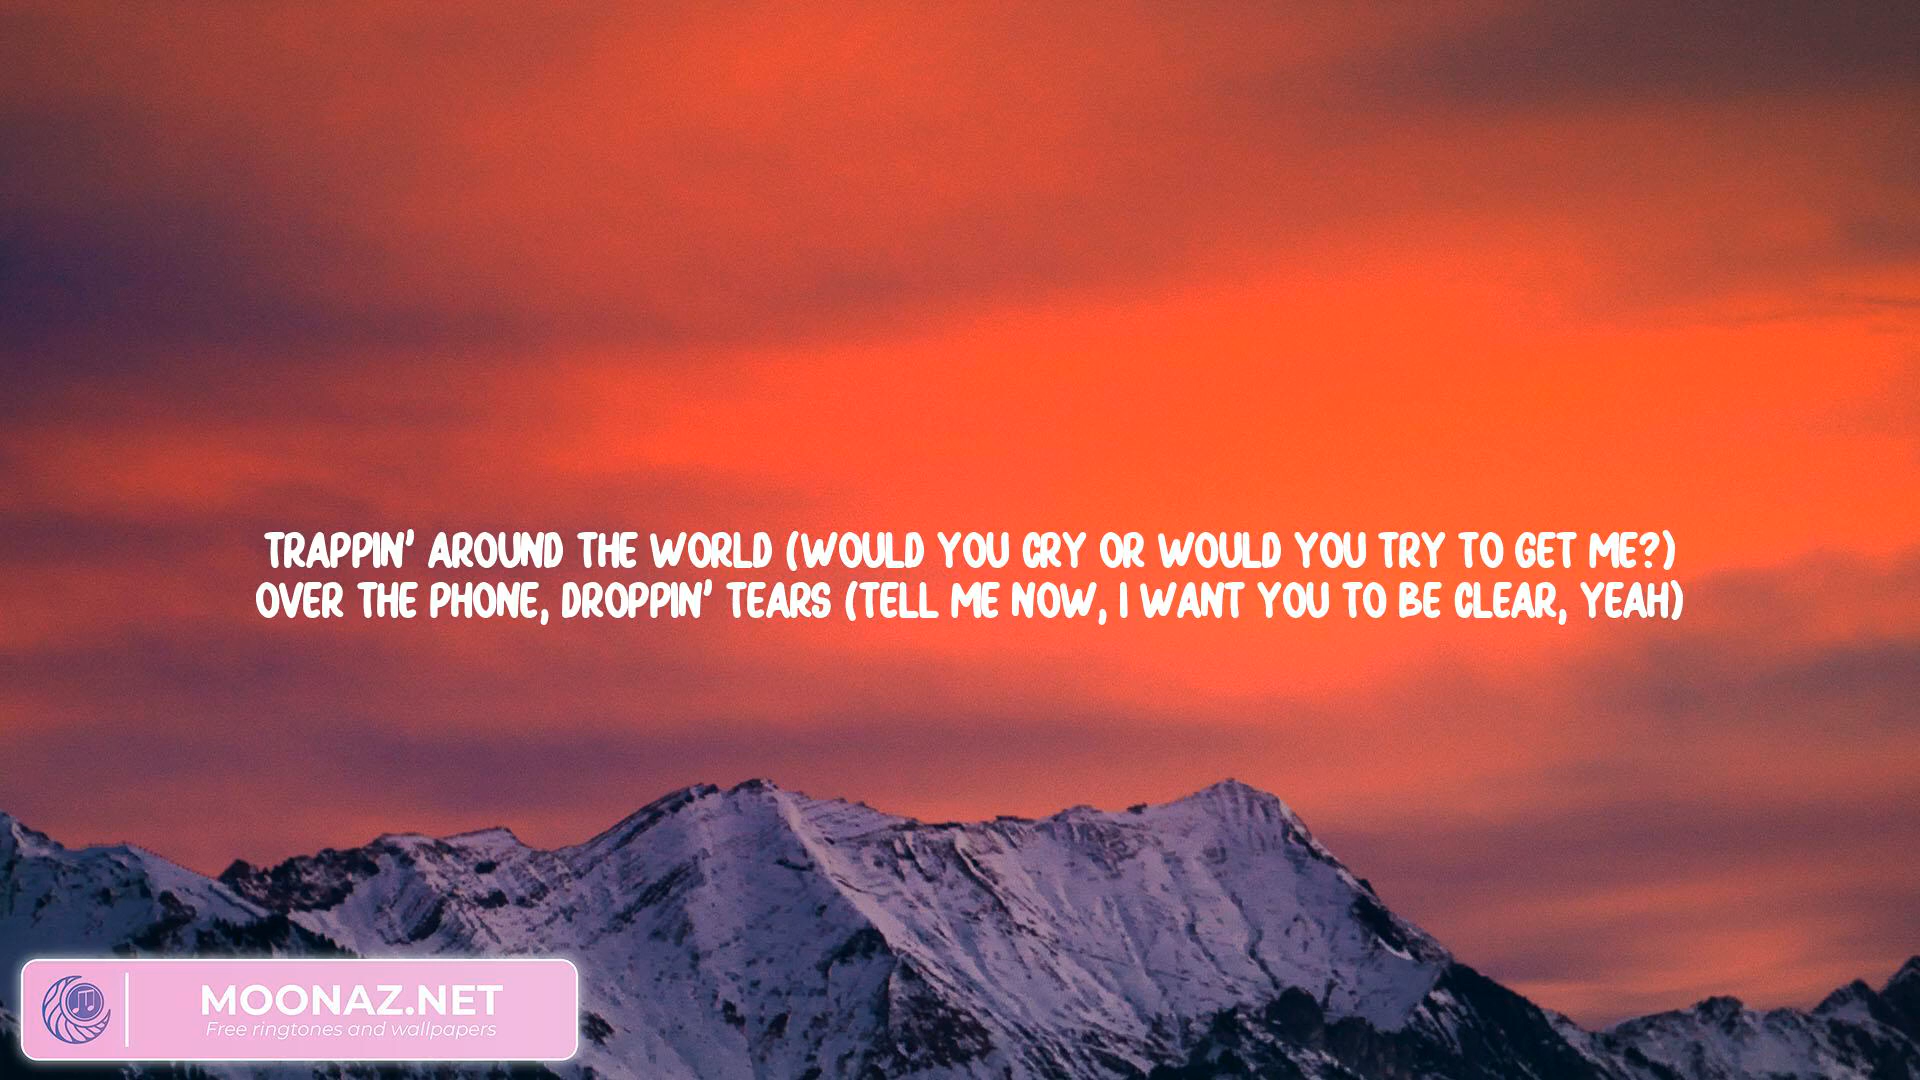 TRAPPIN' AROUND THE WORLD (WOULD YOU CRY OR WOULD YOU TRY TO GET ME?)
OVER THE PHONE, DROPPIN' TEARS (TELL ME NOW, I WANT YOU TO BE CLEAR, YEAH)
MOONAZ.NET
Free ringtones and wallpapers